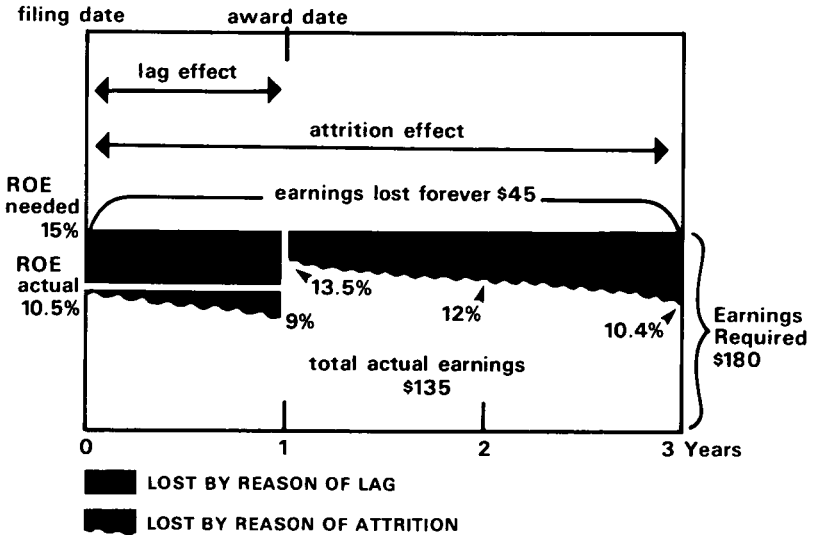 filing date
award date
lag effect
attrition effect
ROE
needed
15%
earnings lost forever $45
ROE
actual
10.5%
13.5%
9%
12%
10.4%
Earnings
Required
$180
total actual earnings
$135
0
1
2
3 Years
LOST BY REASON OF LAG
LOST BY REASON OF ATTRITION